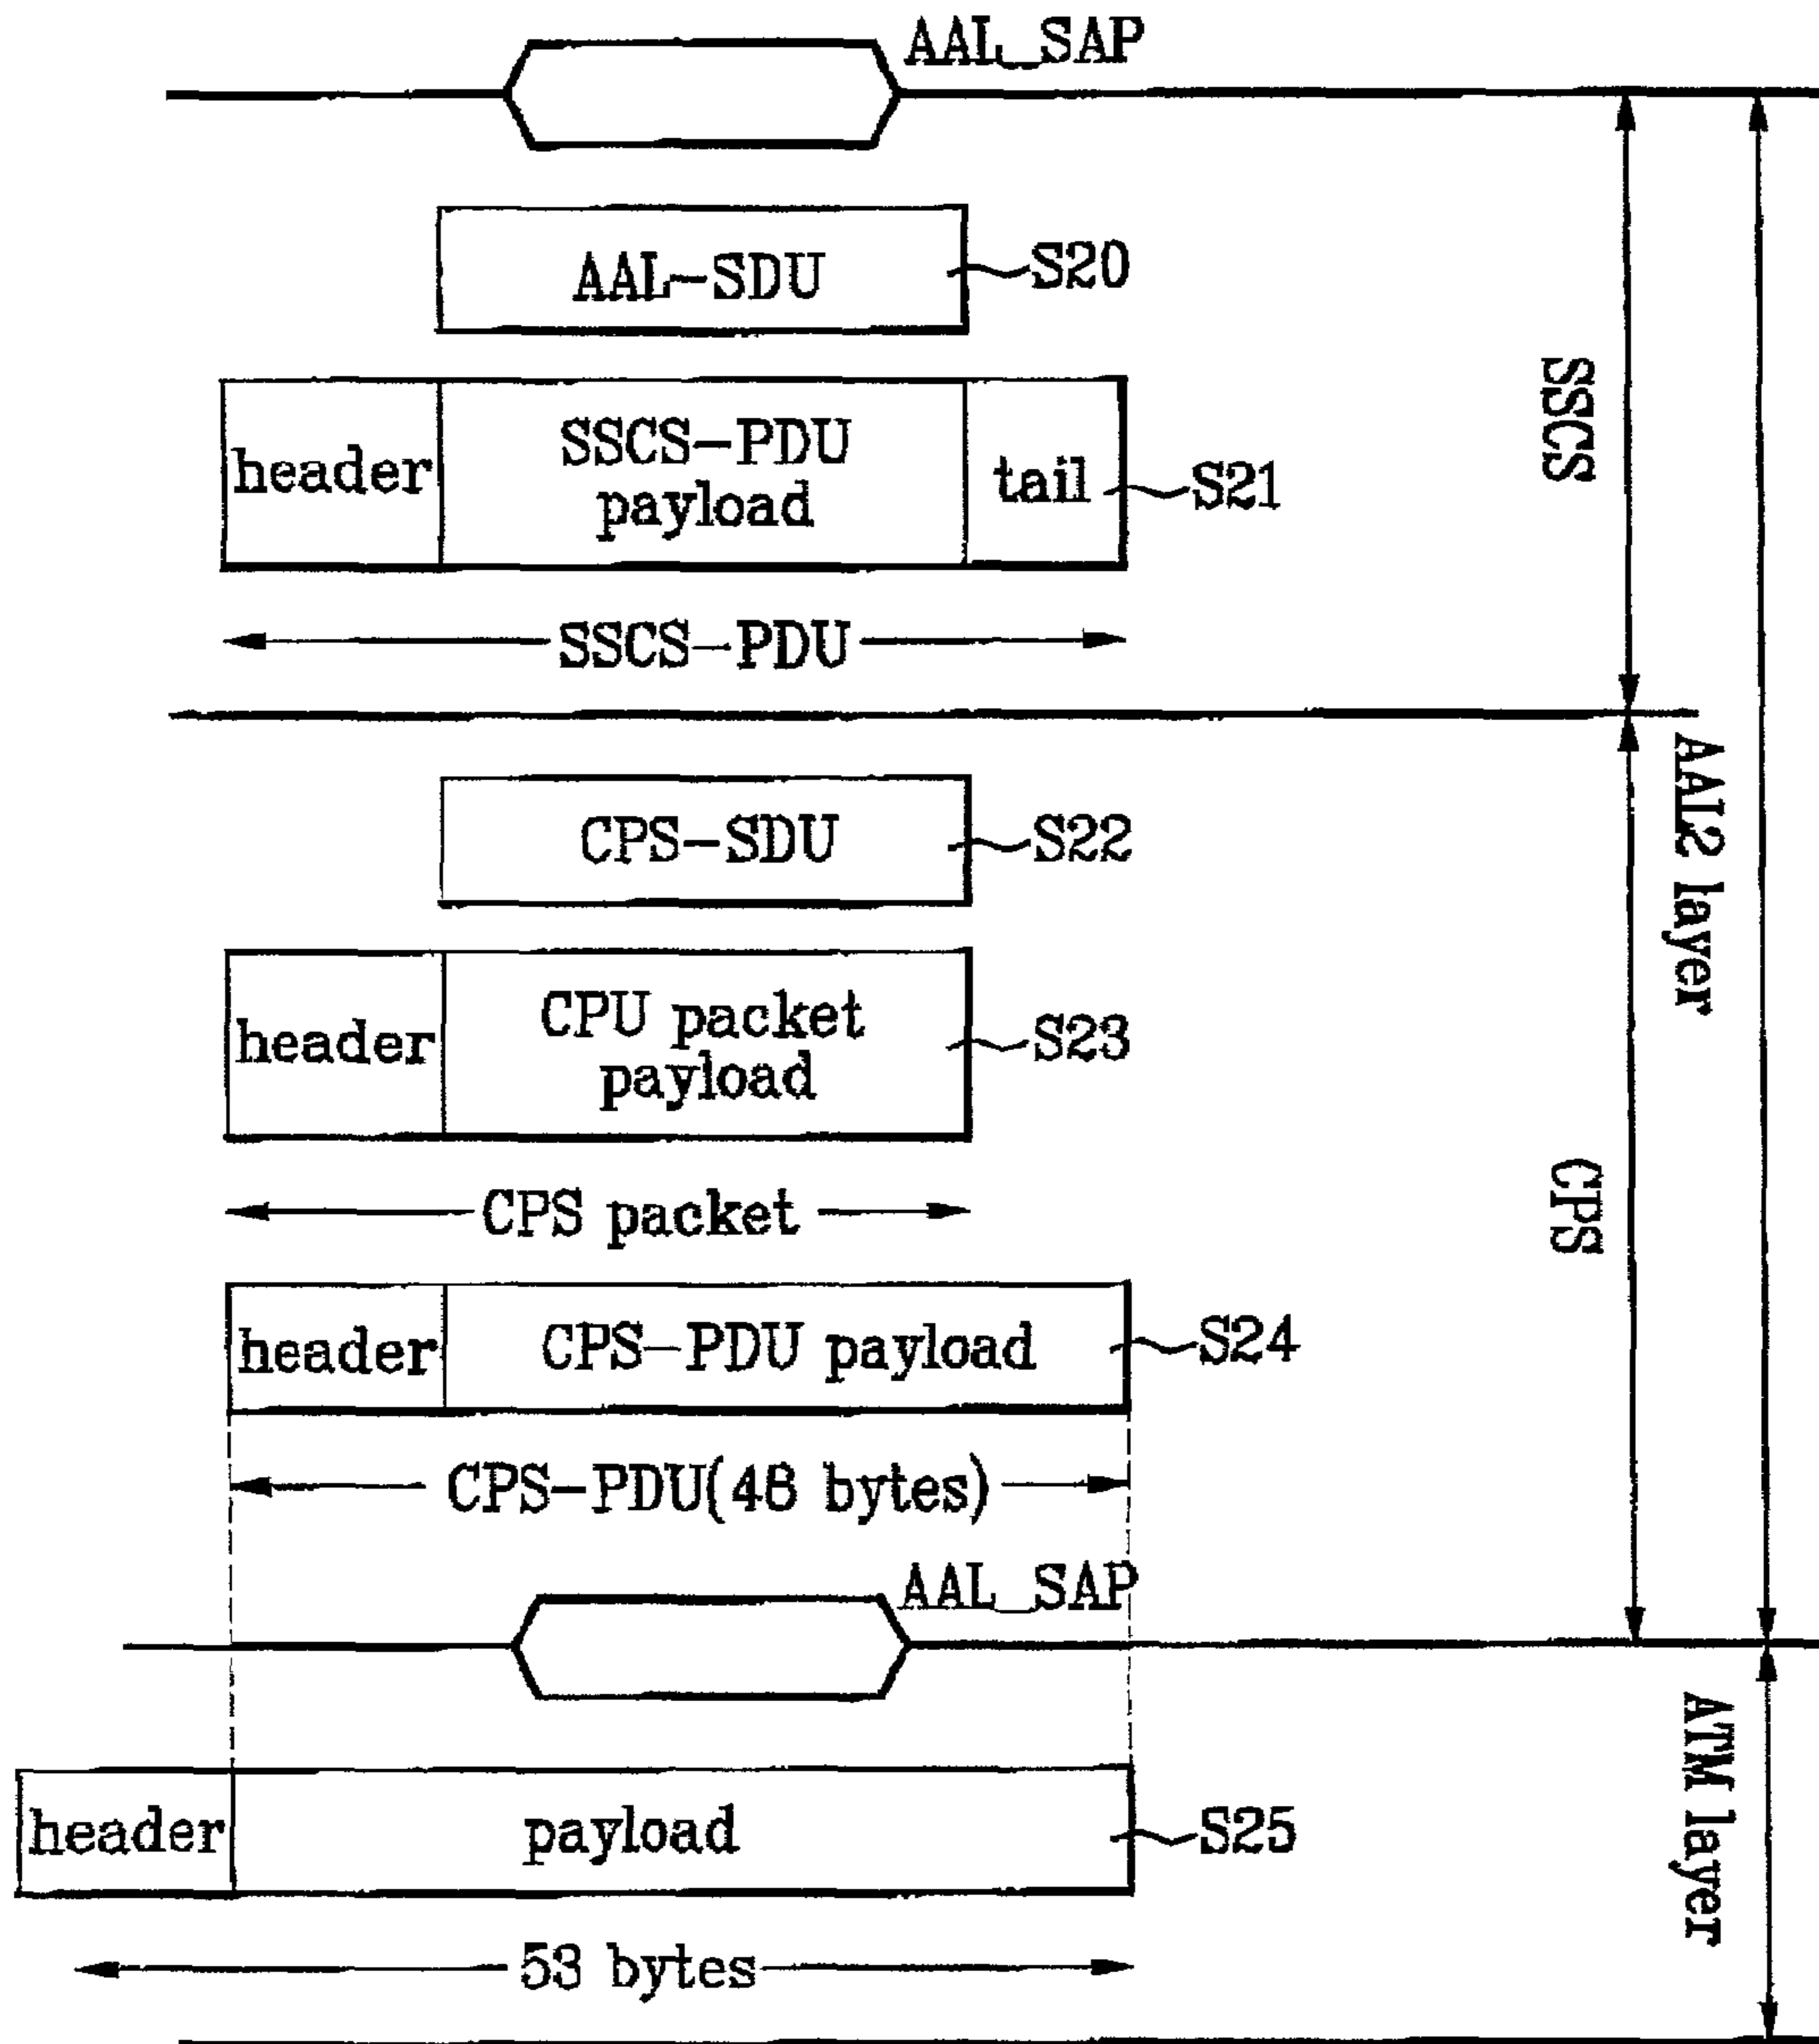 AAL_SAP
AAL-SDU
S20
header
SSCS-PDU
payload
tail
S21
SSCS-PDU
SSCS
CPS-SDU
S22
AAL2 layer
header
CPU packet
payload
S23
CPS packet
CPS
header
CPS-PDU payload
S24
CPS-PDU(48 bytes)
AAL_SAP
header
payload
S25
ATM layer
53 bytes